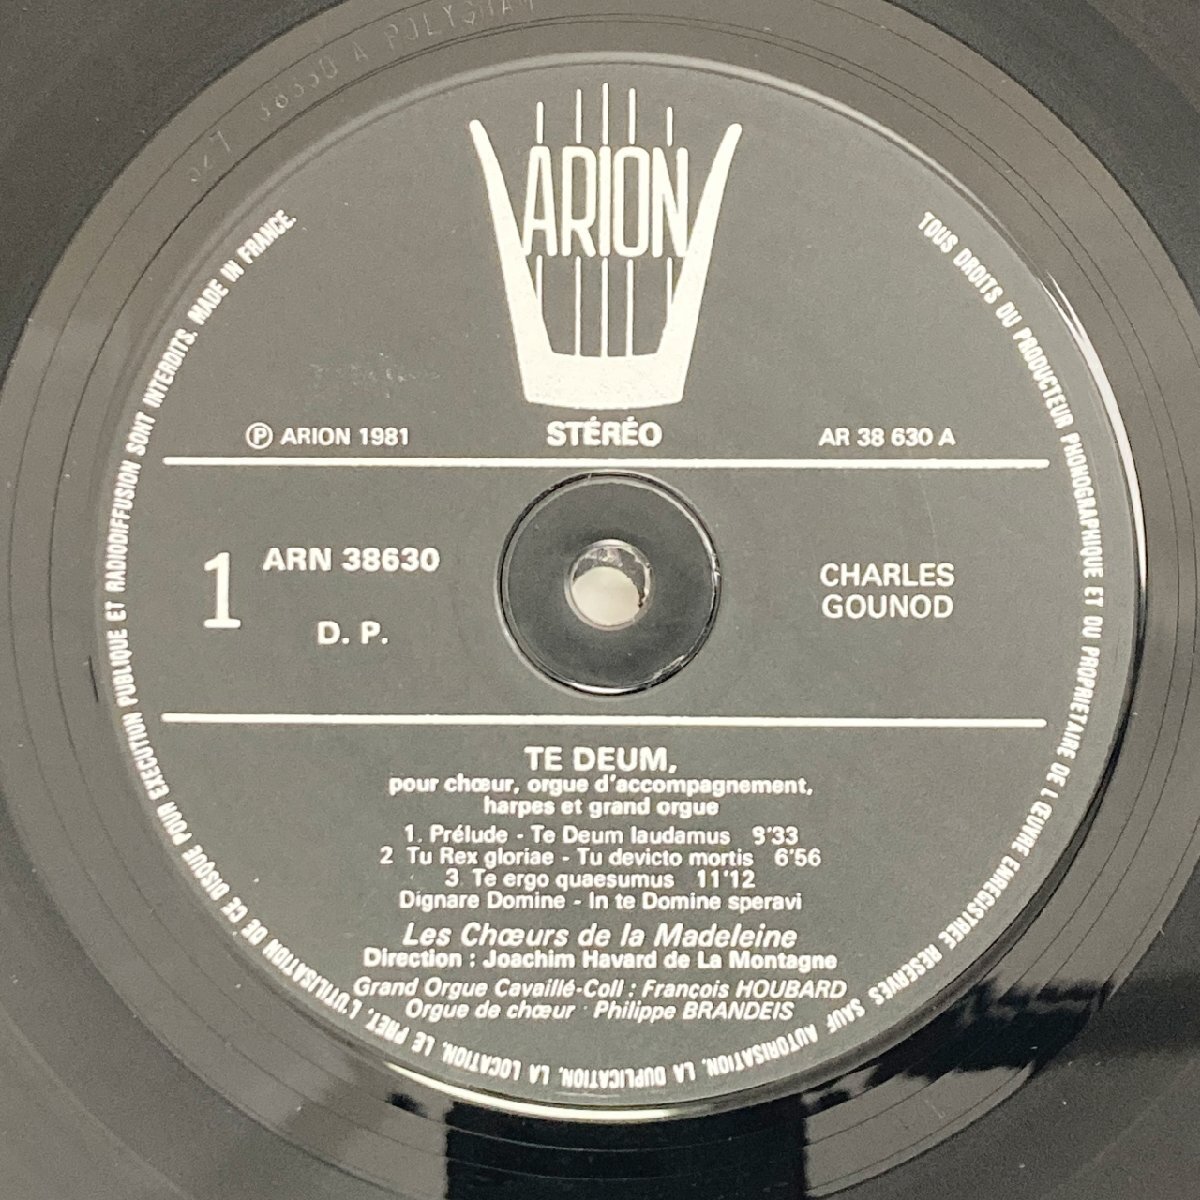 ARION
℗ ARION 1981
STÉRÉO
AR 38 630 A
1
ARN 38630
D. P.
CHARLES
GOUNOD
TE DEUM,
pour chœur, orgue d'accompagnement,
harpes et grand orgue
1. Prélude - Te Deum laudamus 9'33
2 Tu Rex gloriae - Tu devicto mortis 6'56
3 Te ergo quaesumus 11'12
Dignare Domine - In te Domine speravi
Les Chœurs de la Madeleine
Direction : Joachim Havard de La Montagne
Grand Orgue Cavaillé-Coll : François HOUBARD
Orgue de chœur · Philippe BRANDEIS
TOUS DROITS DU PRODUCTEUR PHONOGRAPHIQUE ET DU PROPRIETAIRE DE L'ŒUVRE ENREGISTREE RESERVES SAUF AUTORISATION, LA DUPLICATION, LA LOCATION, LE PRET, L'UTILISATION DE CE DISQUE POUR EXECUTION PUBLIQUE ET RADIODIFFUSION SONT INTERDITS. MADE IN FRANCE.
POLYGRAM